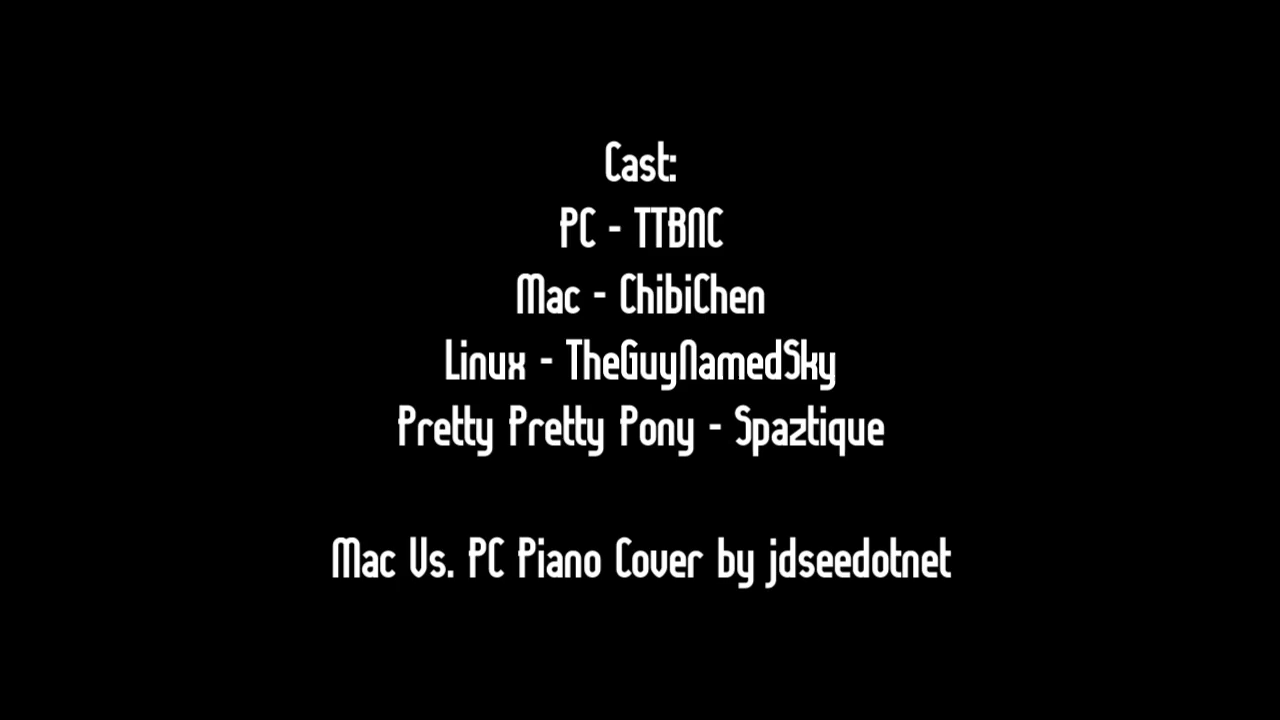 Cast:
PC - TTBNC
Mac - ChibiChen
Linux - TheGuyNamedSky
Pretty Pretty Pony - Spaztique
Mac Vs. PC Piano Cover by jdseedotnet